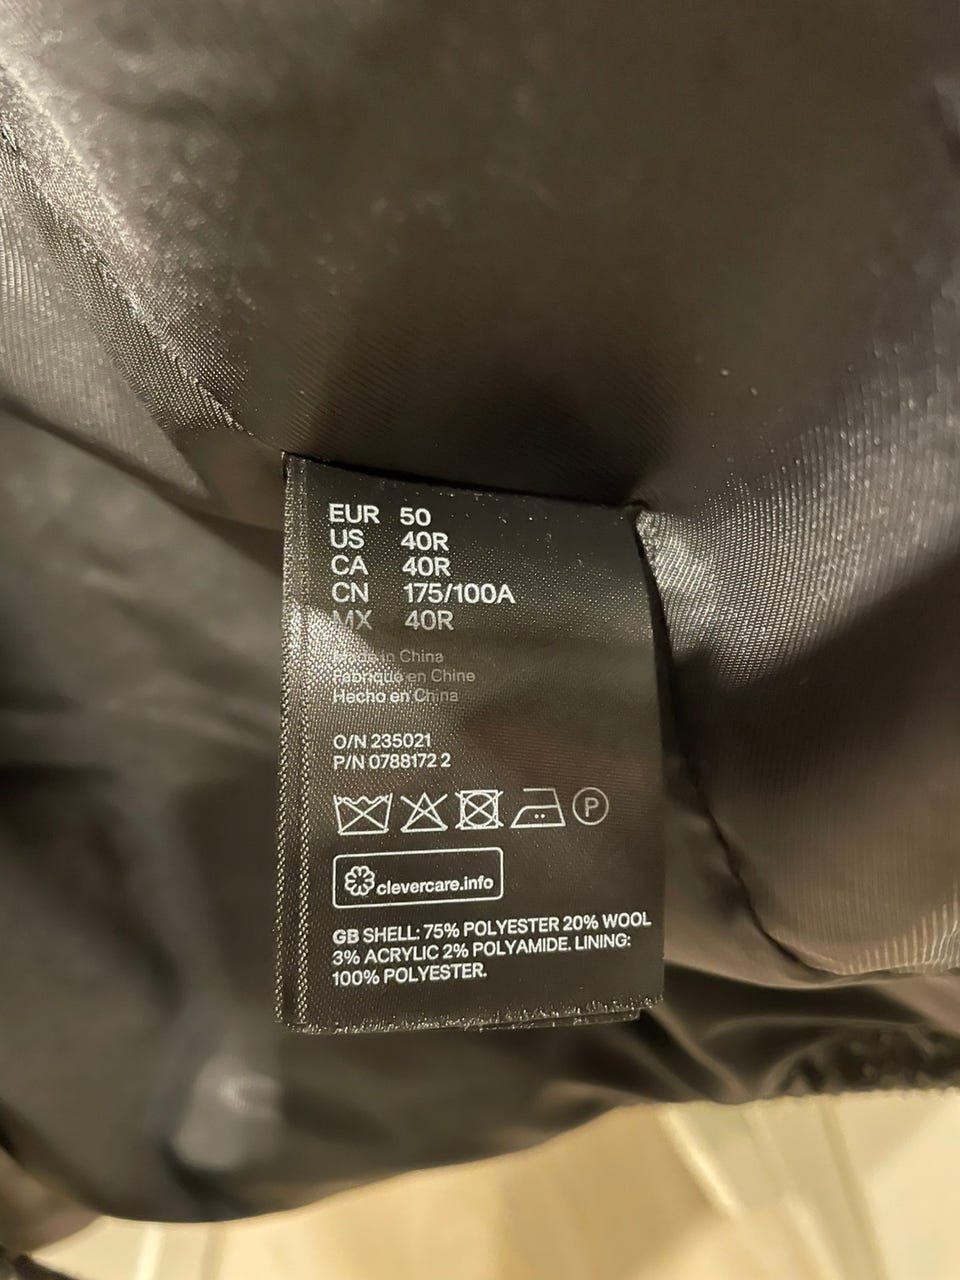 EUR 50
US 40R
CA 40R
CN 175/100A
MX 40R
Made in China
Fabriqué en Chine
Hecho en China
O/N 235021
P/N 0788172 2
P
clevercare.info
GB SHELL: 75% POLYESTER 20% WOOL
3% ACRYLIC 2% POLYAMIDE. LINING:
100% POLYESTER.